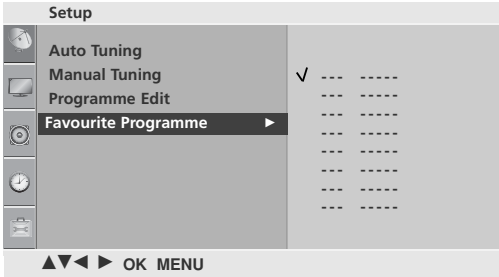 Setup
Auto Tuning
Manual Tuning √ --- -----
Programme Edit --- -----
Favourite Programme ► --- -----
--- -----
--- -----
--- -----
--- -----
--- -----
▲▼◄ ► OK MENU